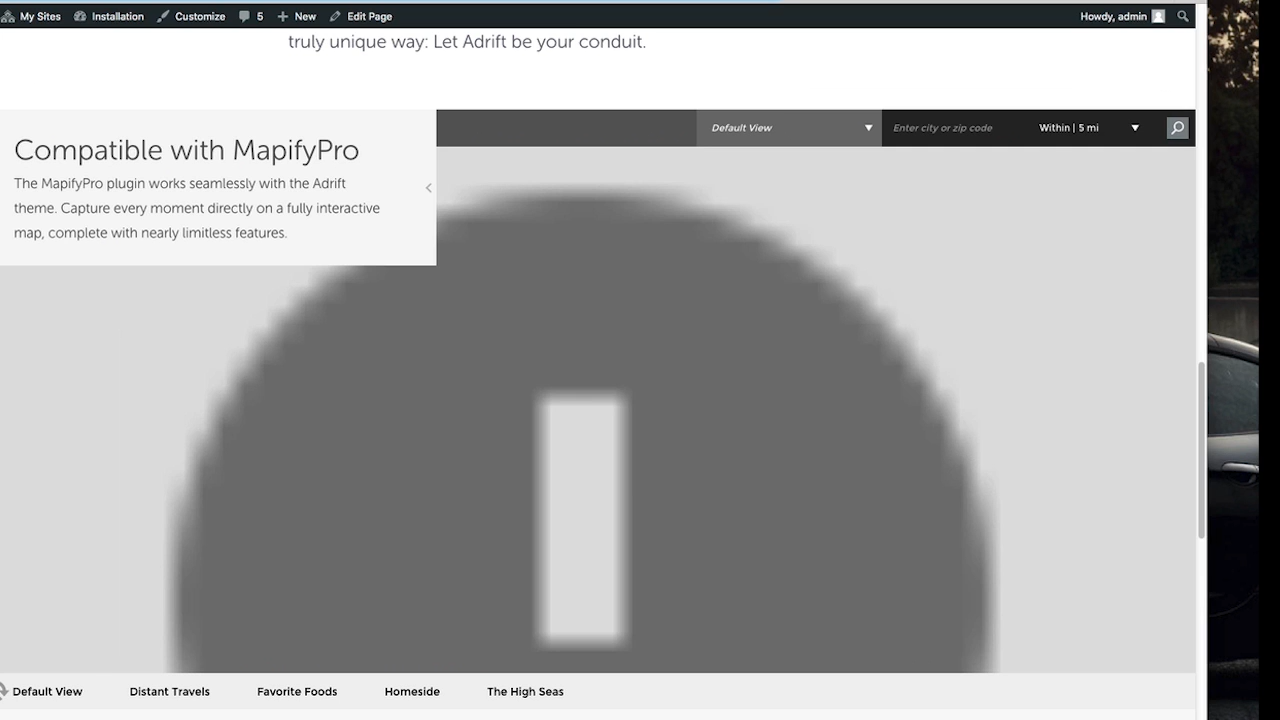 My Sites Installation Customize 5 New Edit Page Howdy, admin
truly unique way: Let Adrift be your conduit.
Default View Enter city or zip code Within | 5 mi
Compatible with MapifyPro
The MapifyPro plugin works seamlessly with the Adrift
theme. Capture every moment directly on a fully interactive
map, complete with nearly limitless features.
Default View Distant Travels Favorite Foods Homeside The High Seas